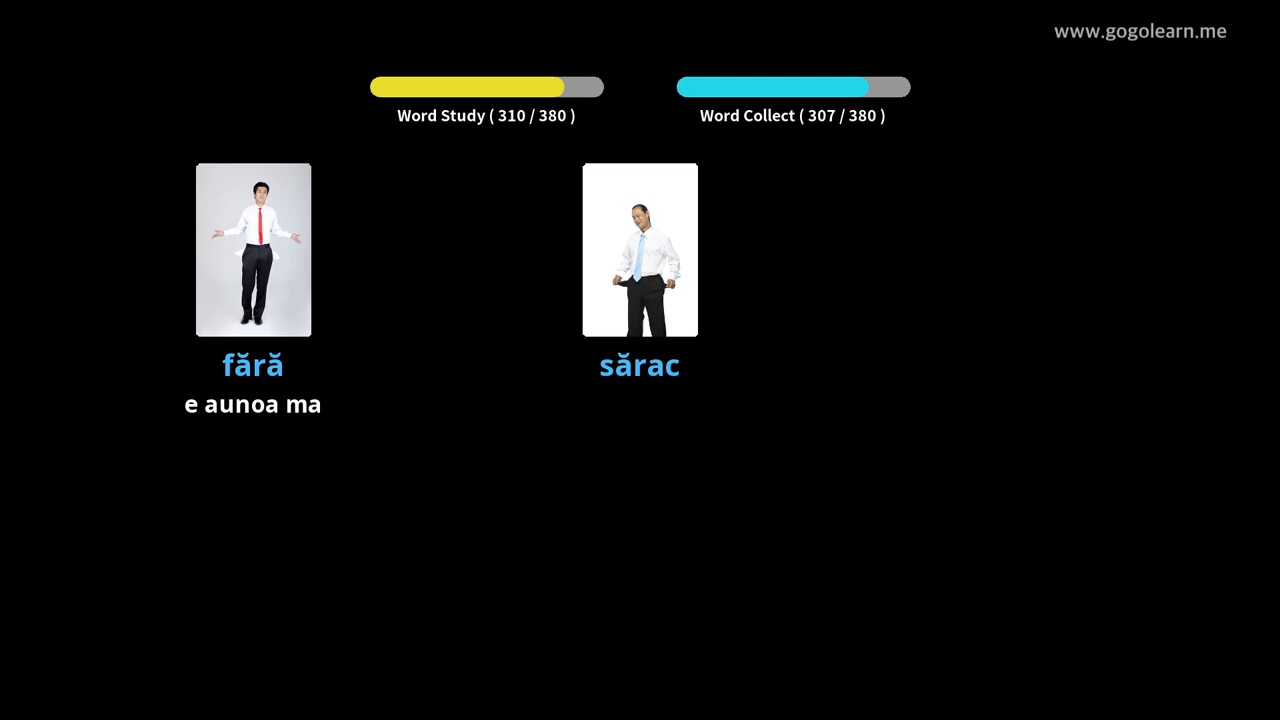 www.gogolearn.me
Word Study ( 310 / 380 )
Word Collect ( 307 / 380 )
fără
sărac
e aunoa ma